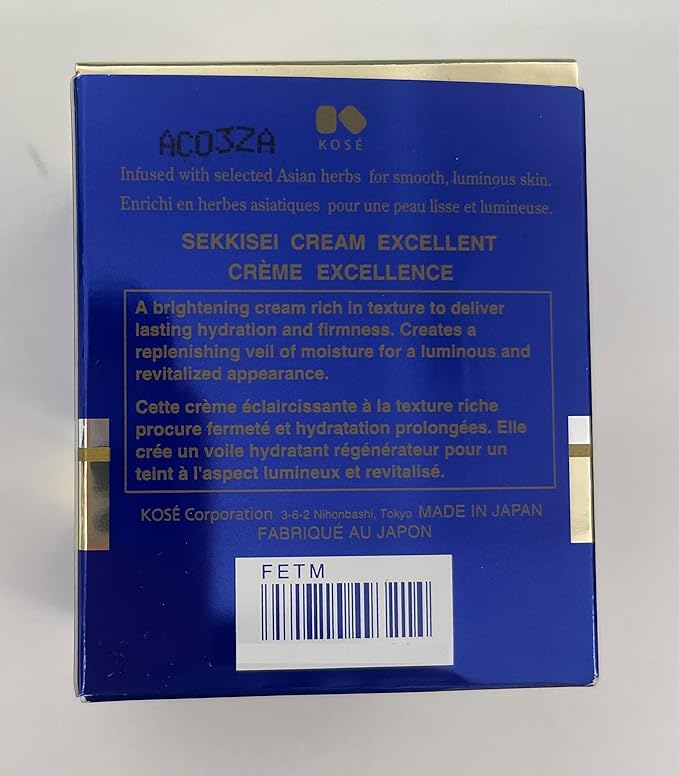 ACO3ZA
KOSÉ
Infused with selected Asian herbs for smooth, luminous skin.
Enrichi en herbes asiatiques pour une peau lisse et lumineuse.
SEKKISEI CREAM EXCELLENT
CRÈME EXCELLENCE
A brightening cream rich in texture to deliver
lasting hydration and firmness. Creates a
replenishing veil of moisture for a luminous and
revitalized appearance.
Cette crème éclaircissante à la texture riche
procure fermeté et hydratation prolongées. Elle
crée un voile hydratant régénérateur pour un
teint à l'aspect lumineux et revitalisé.
KOSÉ Corporation 3-6-2 Nihonbashi, Tokyo MADE IN JAPAN
FABRIQUÉ AU JAPON
FETM